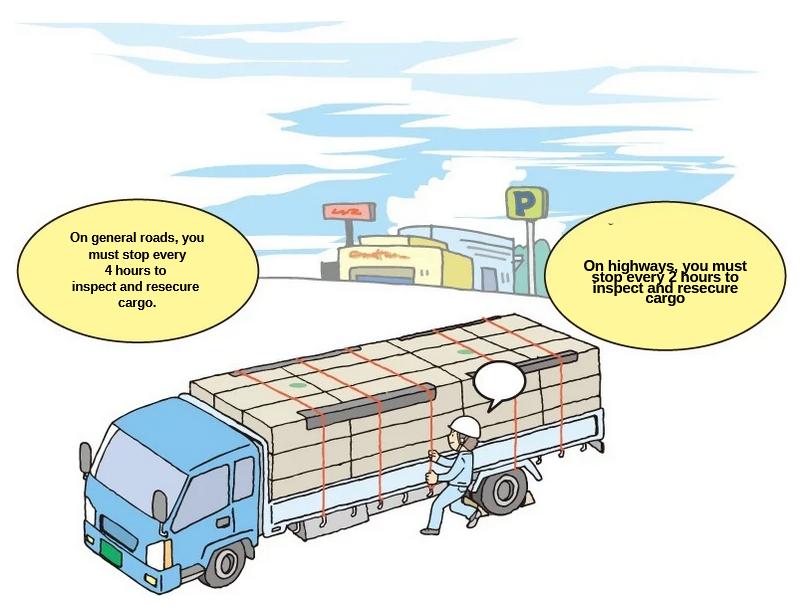 P
On general roads, you
must stop every
4 hours to
inspect and resecure
cargo.
On highways, you must
stop every 2 hours to
inspect and resecure
cargo